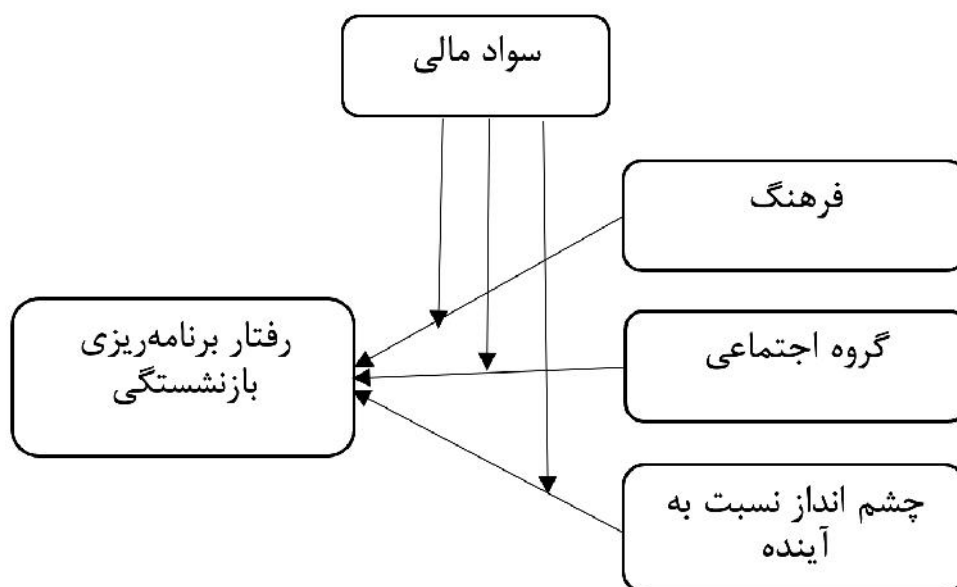 سواد مالی
فرهنگ
گروه اجتماعی
چشم انداز نسبت به
آینده
رفتار برنامه‌ریزی
بازنشستگی